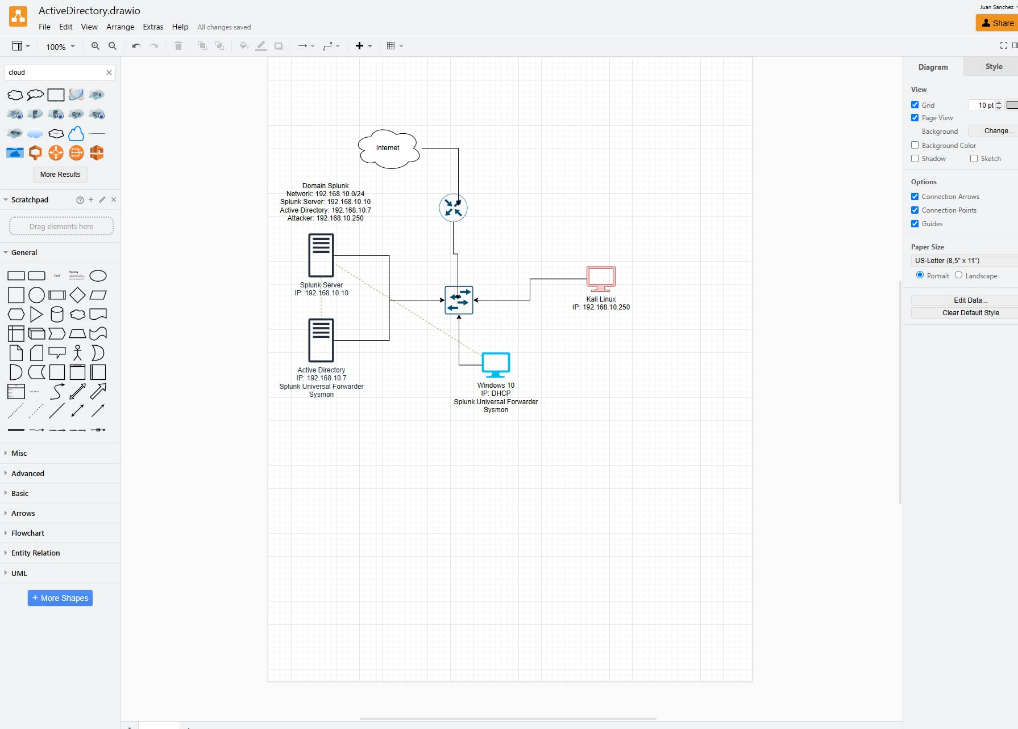 ActiveDirectory.drawio
Juan Sanchez
File Edit View Arrange Extras Help All changes saved
Share
100%
cloud
More Results
Scratchpad
Drag elements here
General
Misc
Advanced
Basic
Arrows
Flowchart
Entity Relation
UML
+ More Shapes
Internet
Domain Splunk
Network: 192.168.10.0/24
Splunk Server: 192.168.10.10
Active Directory: 192.168.10.7
Attacker: 192.168.10.250
Splunk Server
IP: 192.168.10.10
Kali Linux
IP: 192.168.10.250
Active Directory
IP: 192.168.10.7
Splunk Universal Forwarder
Sysmon
Windows 10
IP: DHCP
Splunk Universal Forwarder
Sysmon
Diagram Style
View
Grid 10 pt
Page View
Background Change...
Background Color
Shadow Sketch
Options
Connection Arrows
Connection Points
Guides
Paper Size
US-Letter (8,5" x 11")
Portrait Landscape
Edit Data...
Clear Default Style